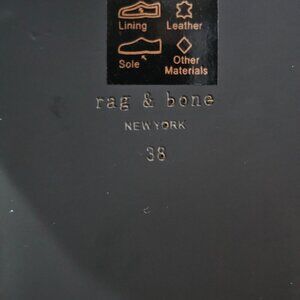 Lining Leather
Sole Other
Materials
rag & bone
NEW YORK
38